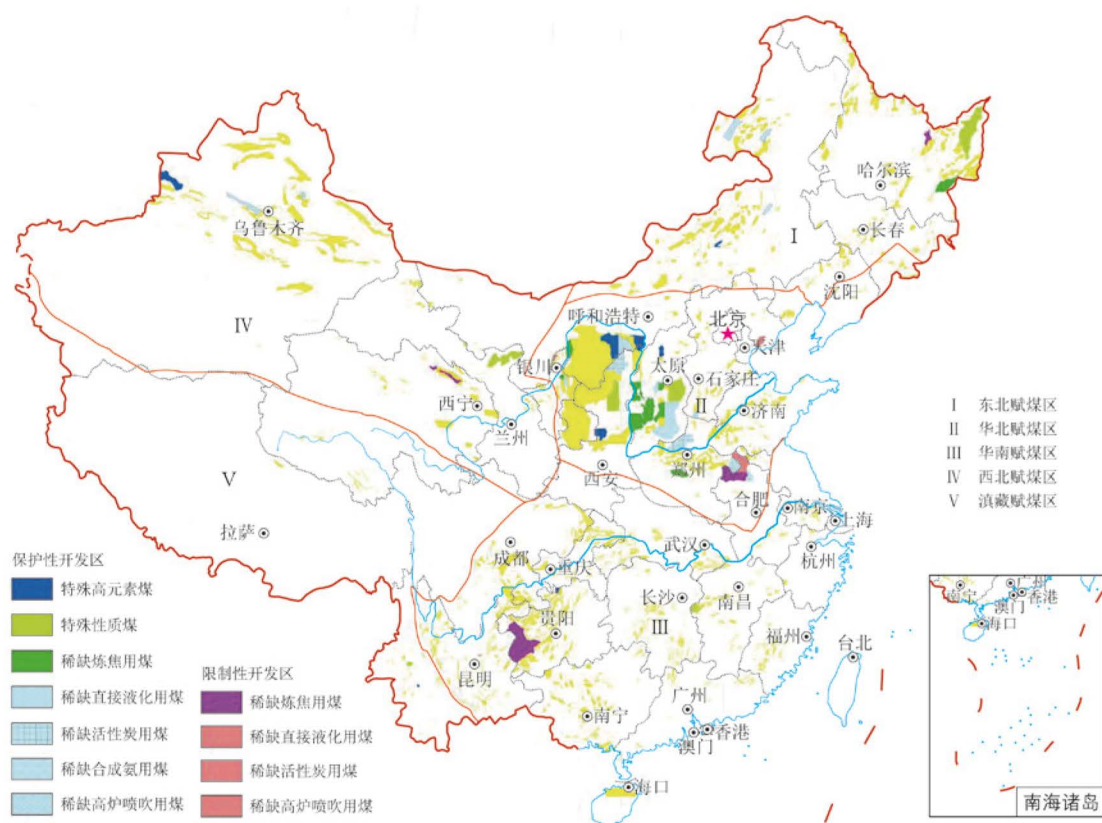 哈尔滨
乌鲁木齐
长春
I
沈阳
呼和浩特
北京
IV
天津
银川
太原
石家庄
西宁
II
济南
兰州
I 东北赋煤区
II 华北赋煤区
III 华南赋煤区
IV 西北赋煤区
V 滇藏赋煤区
郑州
西安
V
合肥
南京
上海
拉萨
武汉
成都
杭州
重庆
长沙
南昌
贵阳
III
福州
台北
昆明
广州
南宁
香港
澳门
海口
保护性开发区
特殊高元素煤
特殊性质煤
稀缺炼焦用煤
稀缺直接液化用煤
稀缺活性炭用煤
稀缺合成氨用煤
稀缺高炉喷吹用煤
限制性开发区
稀缺炼焦用煤
稀缺直接液化用煤
稀缺活性炭用煤
稀缺高炉喷吹用煤
广州
南宁
香港
澳门
海口
南海诸岛